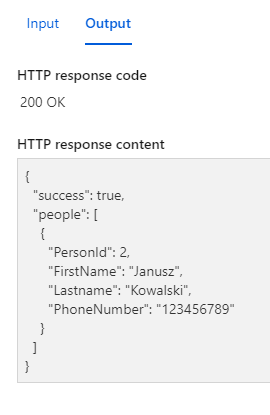 Input Output
HTTP response code
200 OK
HTTP response content
{
"success": true,
"people": [
{
"PersonId": 2,
"FirstName": "Janusz",
"Lastname": "Kowalski",
"PhoneNumber": "123456789"
}
]
}